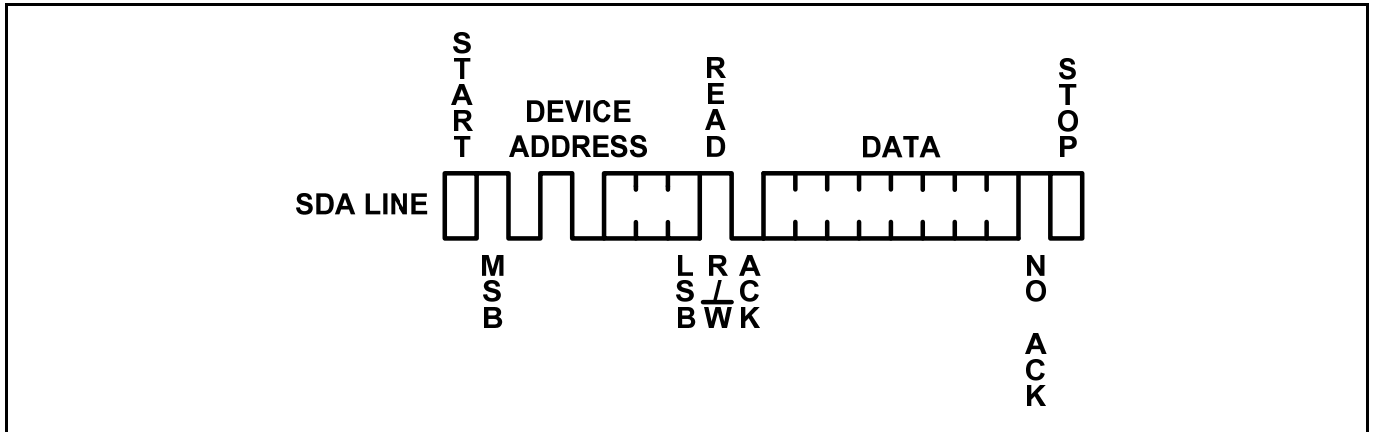 START
DEVICE
ADDRESS
READ
DATA
STOP
SDA LINE
MSB
LSB
R/W
ACK
NO ACK